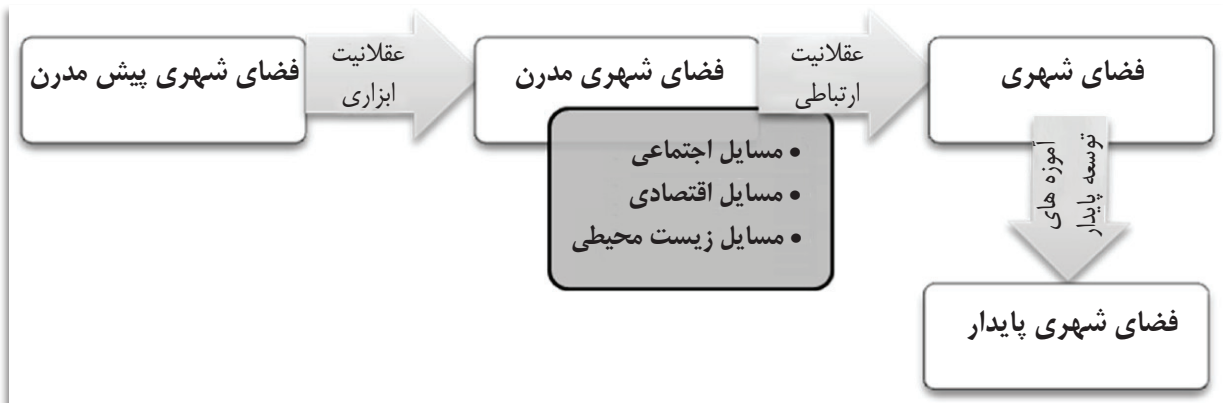 فضای شهری پیش مدرن
عقلانیت
ابزاری
فضای شهری مدرن
• مسایل اجتماعی
• مسایل اقتصادی
• مسایل زیست محیطی
عقلانیت
ارتباطی
فضای شهری
آموزه های
توسعه پایدار
فضای شهری پایدار